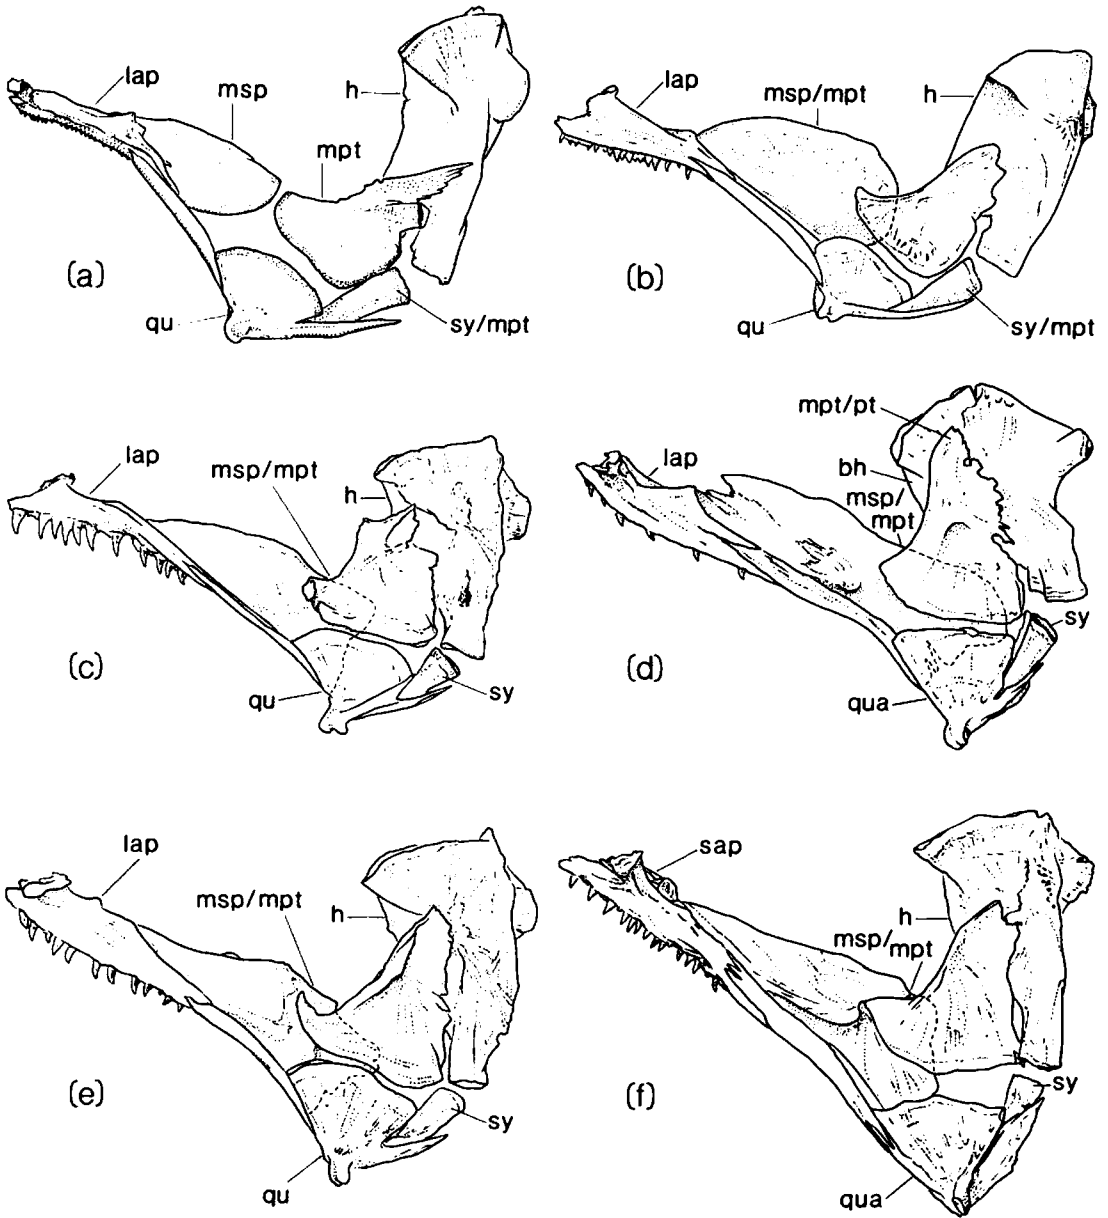 lap
msp
h
mpt
(a)
qu
sy/mpt
lap
msp/mpt
h
(b)
qu
sy/mpt
lap
msp/mpt
h
(c)
qu
sy
mpt/pt
lap
bh
msp/
mpt
sy
(d)
qua
lap
msp/mpt
h
(e)
sy
qu
sap
h
msp/mpt
(f)
sy
qua